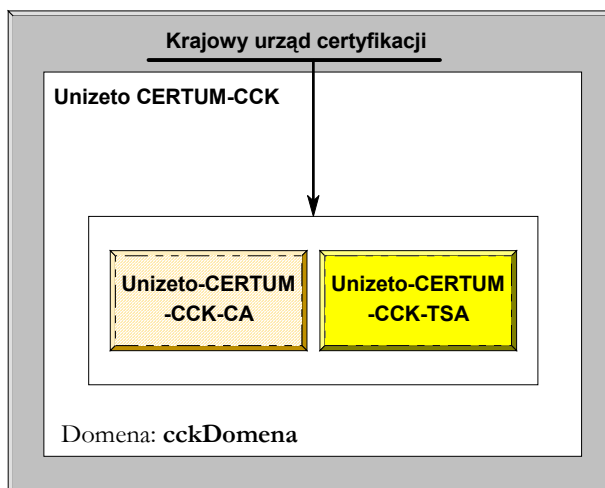 Krajowy urząd certyfikacji
Unizeto CERTUM-CCK
Unizeto-CERTUM
-CCK-CA
Unizeto-CERTUM
-CCK-TSA
Domena: cckDomena